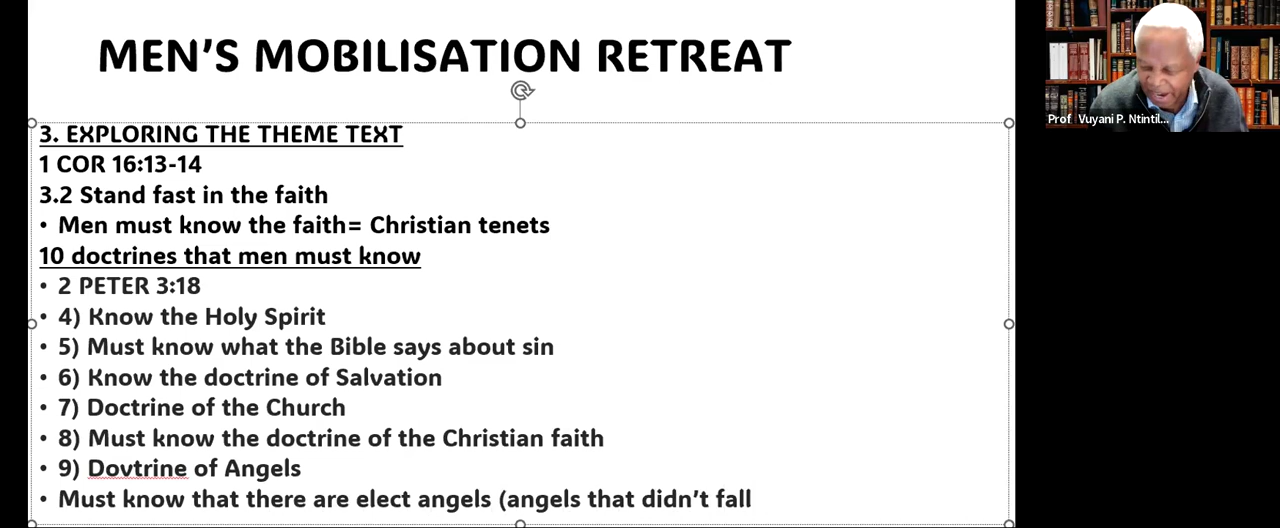 MEN'S MOBILISATION RETREAT
3. EXPLORING THE THEME TEXT
1 COR 16:13-14
3.2 Stand fast in the faith
• Men must know the faith= Christian tenets
10 doctrines that men must know
• 2 PETER 3:18
• 4) Know the Holy Spirit
• 5) Must know what the Bible says about sin
• 6) Know the doctrine of Salvation
• 7) Doctrine of the Church
• 8) Must know the doctrine of the Christian faith
• 9) Dovtrine of Angels
• Must know that there are elect angels (angels that didn't fall
Prof Vuyani P. Ntintil...